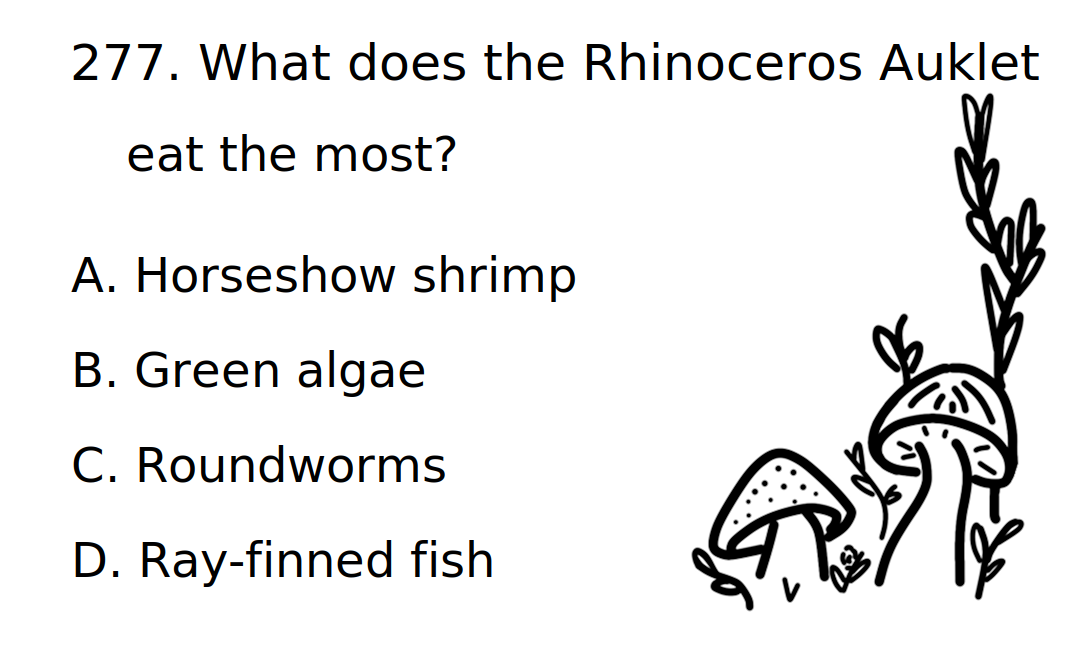 277. What does the Rhinoceros Auklet
eat the most?
A. Horseshow shrimp
B. Green algae
C. Roundworms
D. Ray-finned fish